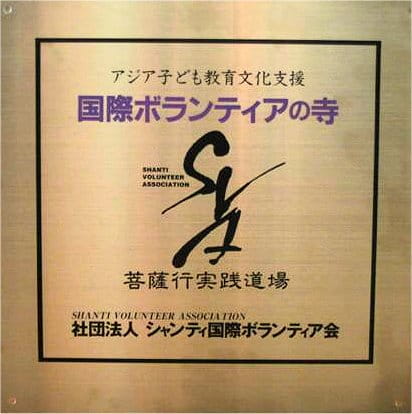 アジア子ども教育文化支援
国際ボランティアの寺
SHANTI
VOLUNTEER
ASSOCIATION
SVA
菩薩行実践道場
SHANTI VOLUNTEER ASSOCIATION
社団法人 シャンティ国際ボランティア会